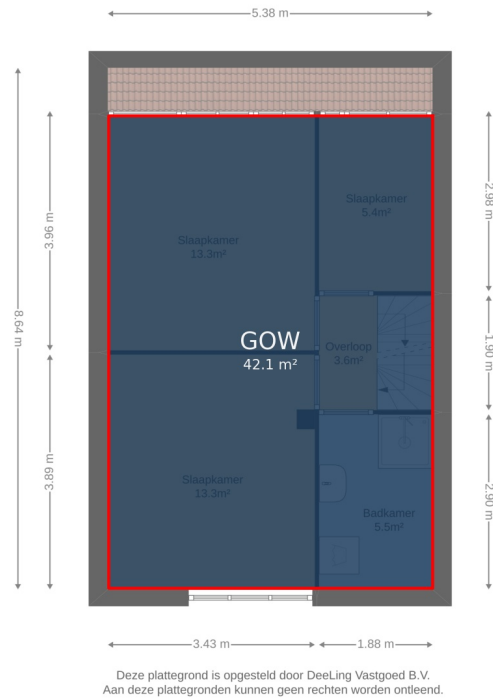 5.38 m
2.98 m
3.96 m
Slaapkamer
5.4m²
Slaapkamer
13.3m²
8.64 m
GOW
42.1 m²
Overloop
3.6m²
1.90 m
3.89 m
Slaapkamer
13.3m²
Badkamer
5.5m²
2.90 m
3.43 m
1.88 m
Deze plattegrond is opgesteld door DeeLing Vastgoed B.V.
Aan deze plattegronden kunnen geen rechten worden ontleend.